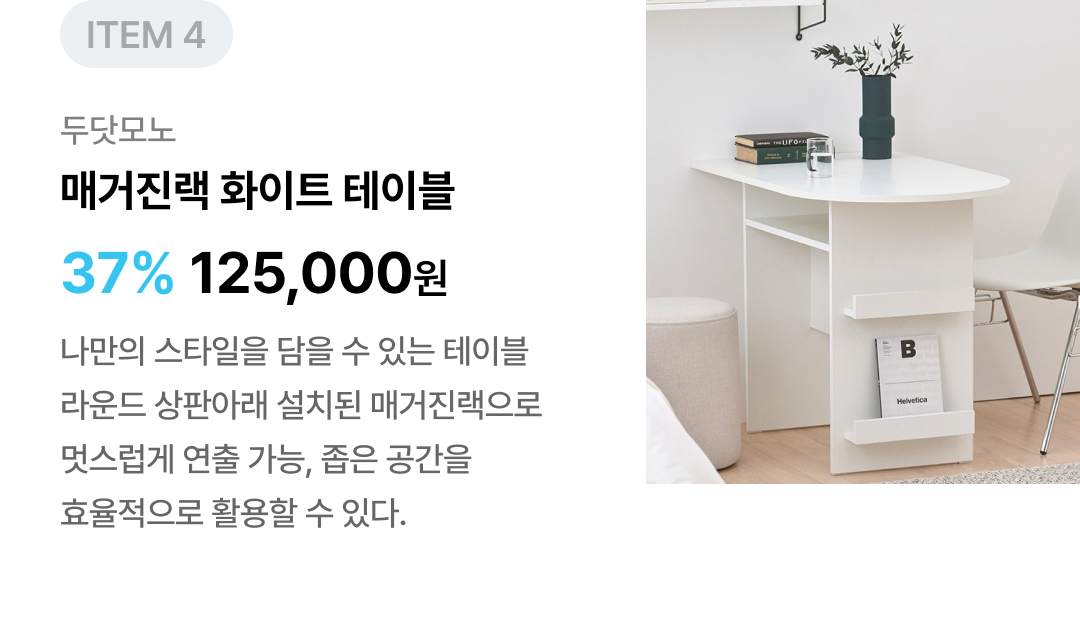 ITEM 4
두닷모노
매거진랙 화이트 테이블
37% 125,000원
나만의 스타일을 담을 수 있는 테이블
라운드 상판아래 설치된 매거진랙으로
멋스럽게 연출 가능, 좁은 공간을
효율적으로 활용할 수 있다.
THE UFO
B
Helvetica